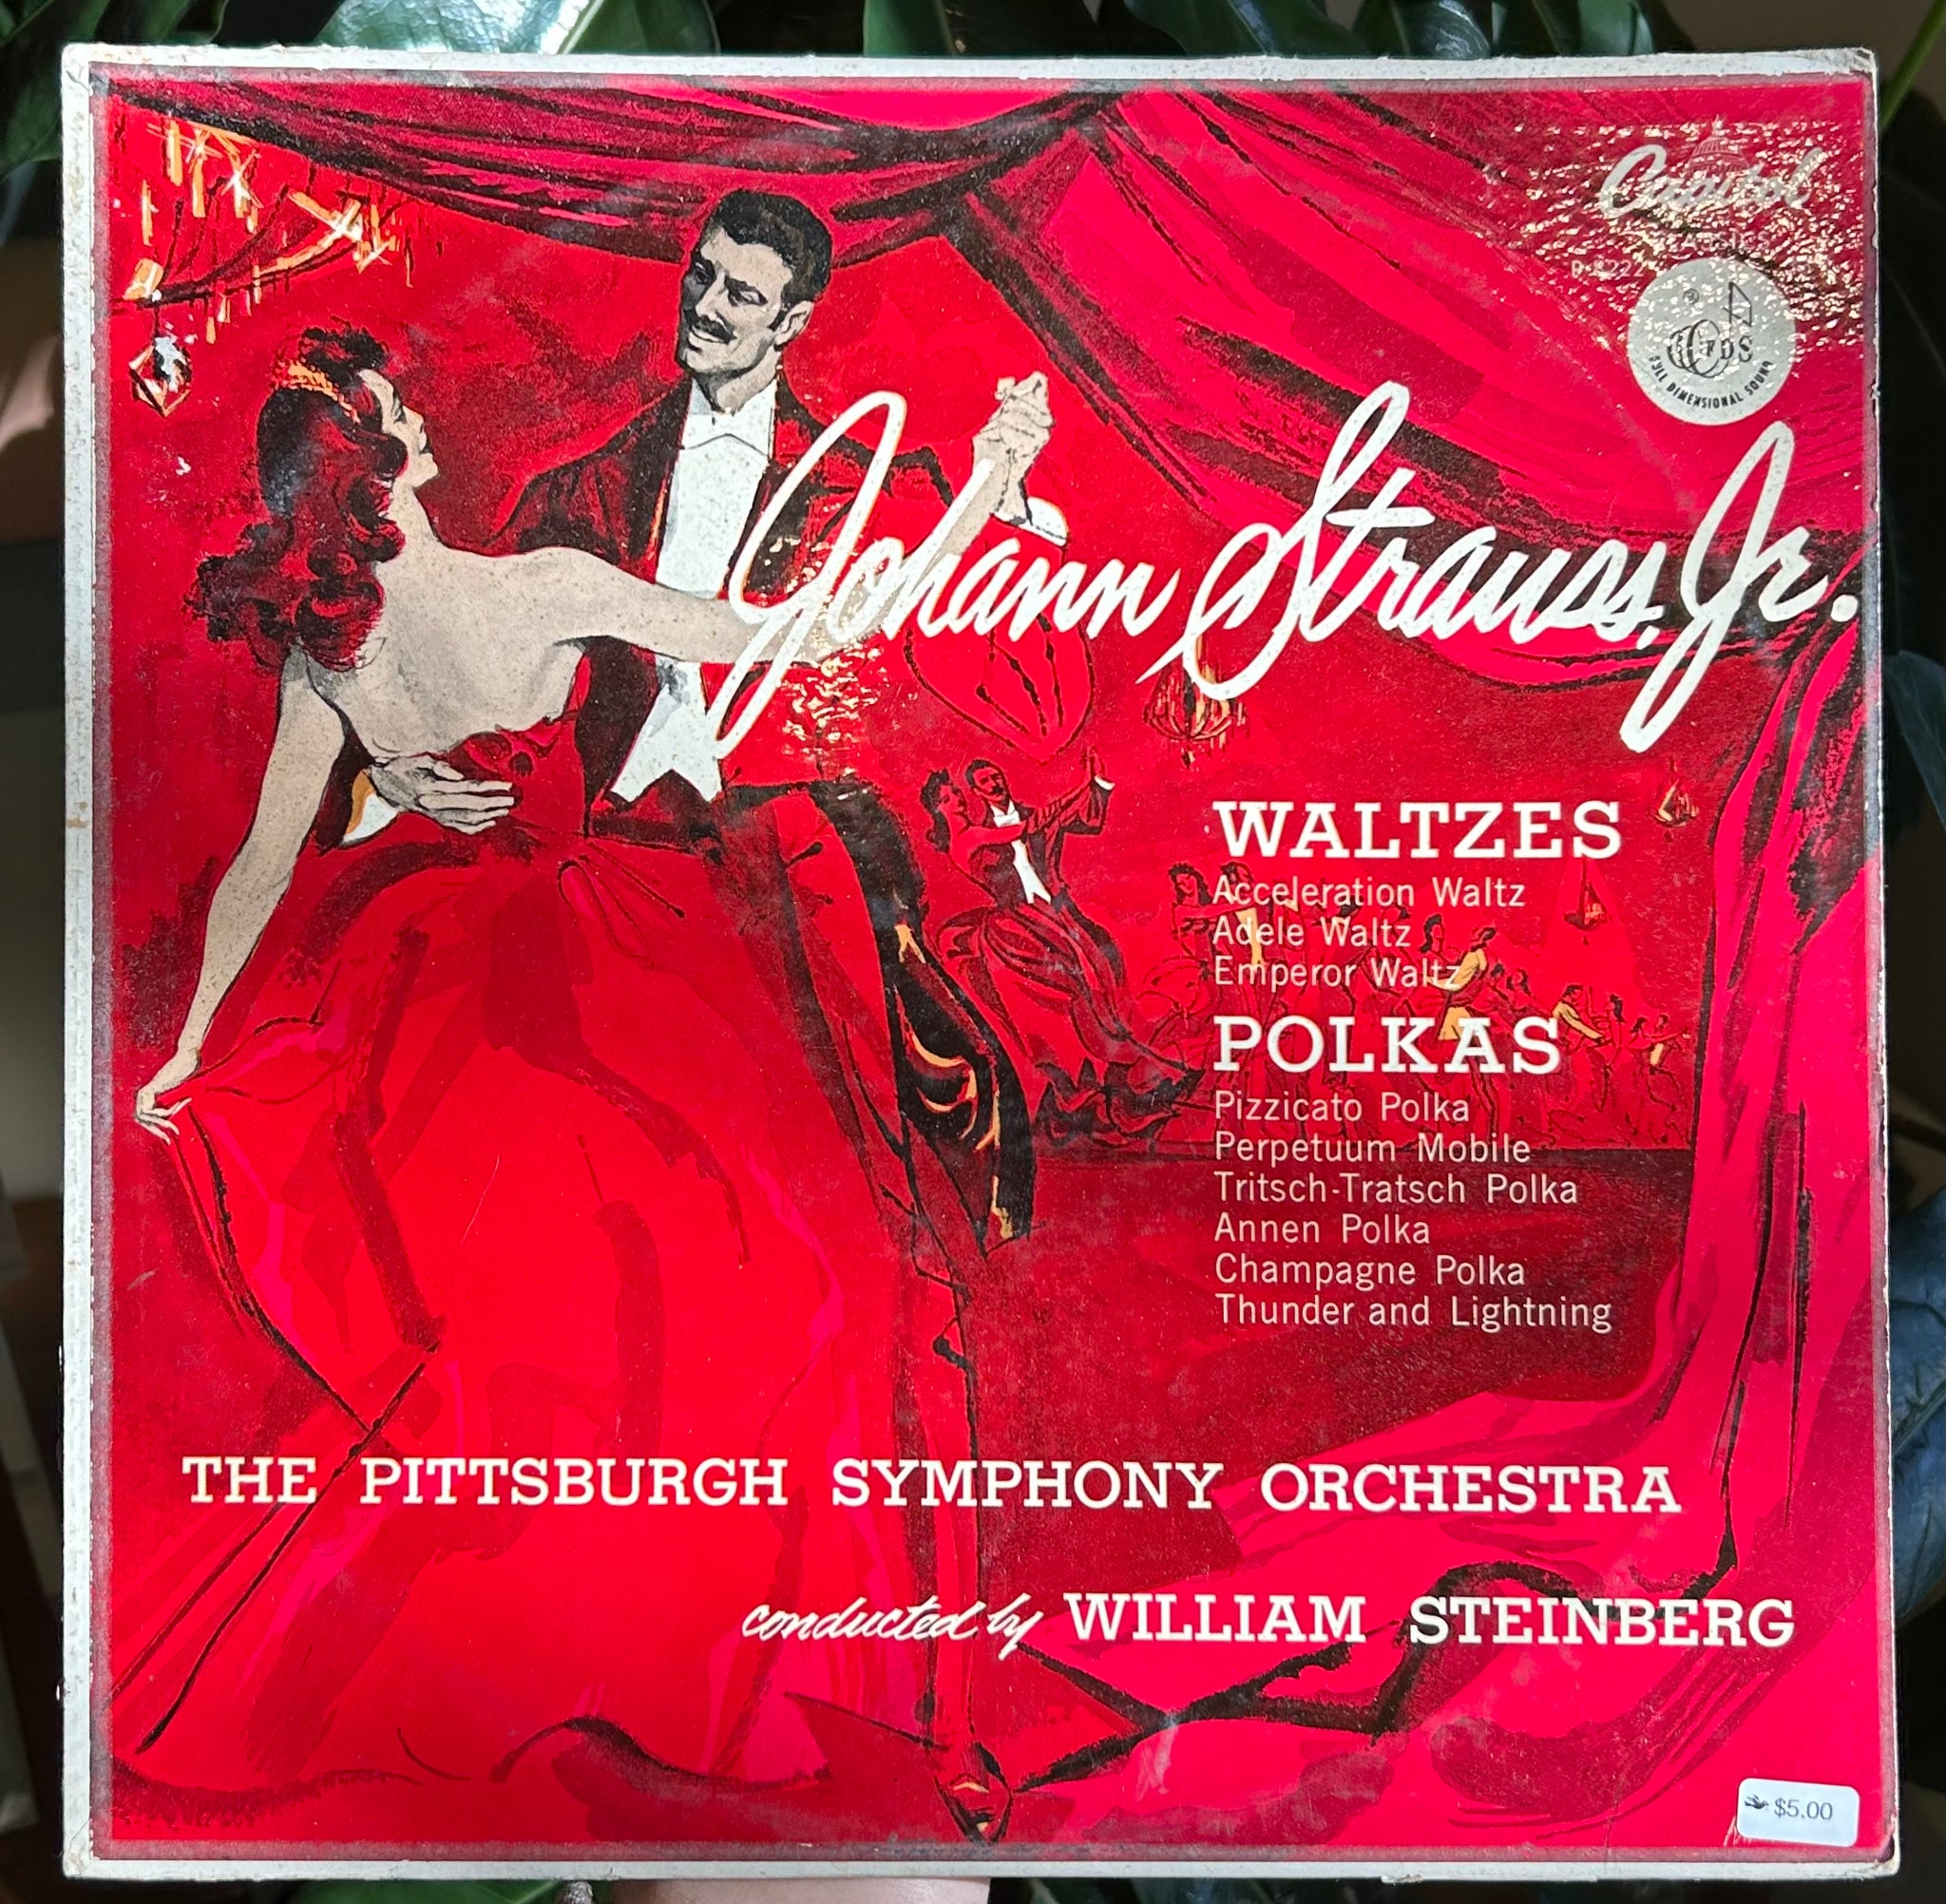 Capitol
Ⓡ
FDS
FULL DIMENSIONAL SOUND
Johann Strauss, Jr.
WALTZES
Acceleration Waltz
Adele Waltz
Emperor Waltz
POLKAS
Pizzicato Polka
Perpetuum Mobile
Tritsch-Tratsch Polka
Annen Polka
Champagne Polka
Thunder and Lightning
THE PITTSBURGH SYMPHONY ORCHESTRA
conducted by WILLIAM STEINBERG
$5.00